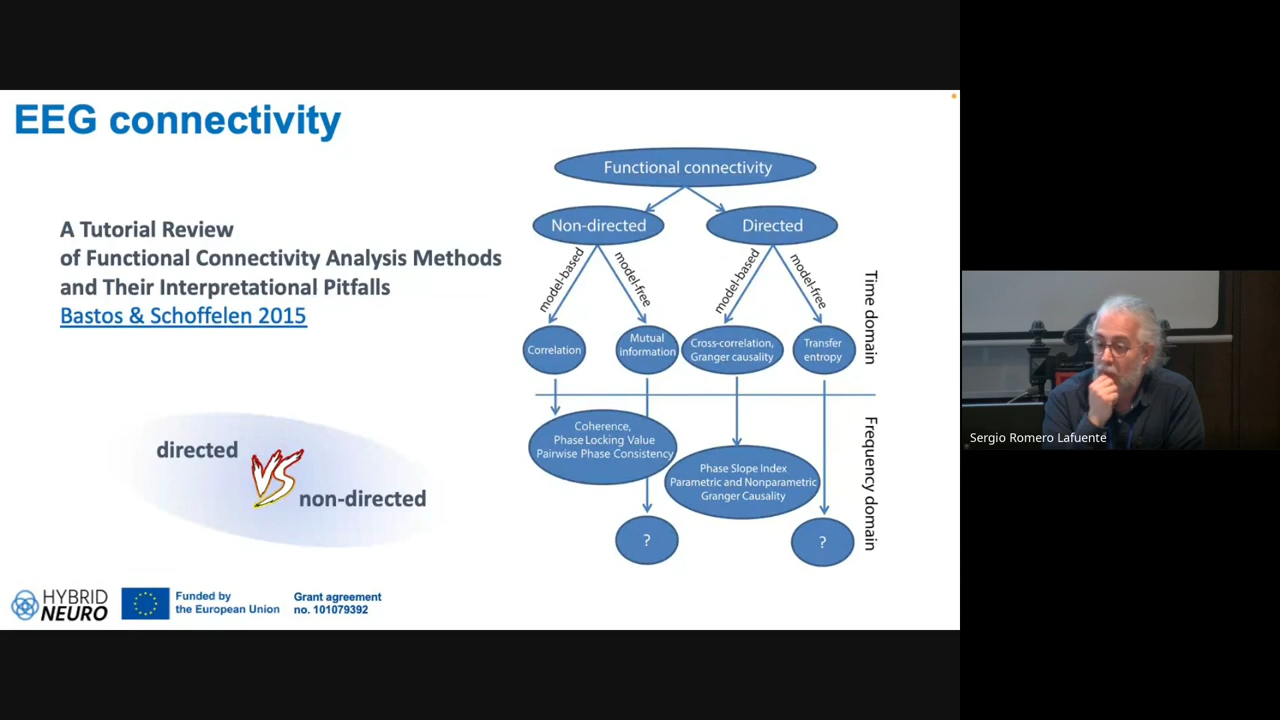 EEG connectivity
A Tutorial Review
of Functional Connectivity Analysis Methods
and Their Interpretational Pitfalls
Bastos & Schoffelen 2015
directed
VS
non-directed
Functional connectivity
Non-directed
Directed
model-based
model-free
model-based
model-free
Correlation
Mutual
information
Cross-correlation,
Granger causality
Transfer
entropy
Time domain
Coherence,
Phase Locking Value
Pairwise Phase Consistency
Phase Slope Index
Parametric and Nonparametric
Granger Causality
?
?
Frequency domain
HYBRID
NEURO
Funded by
the European Union
Grant agreement
no. 101079392
Sergio Romero Lafuente